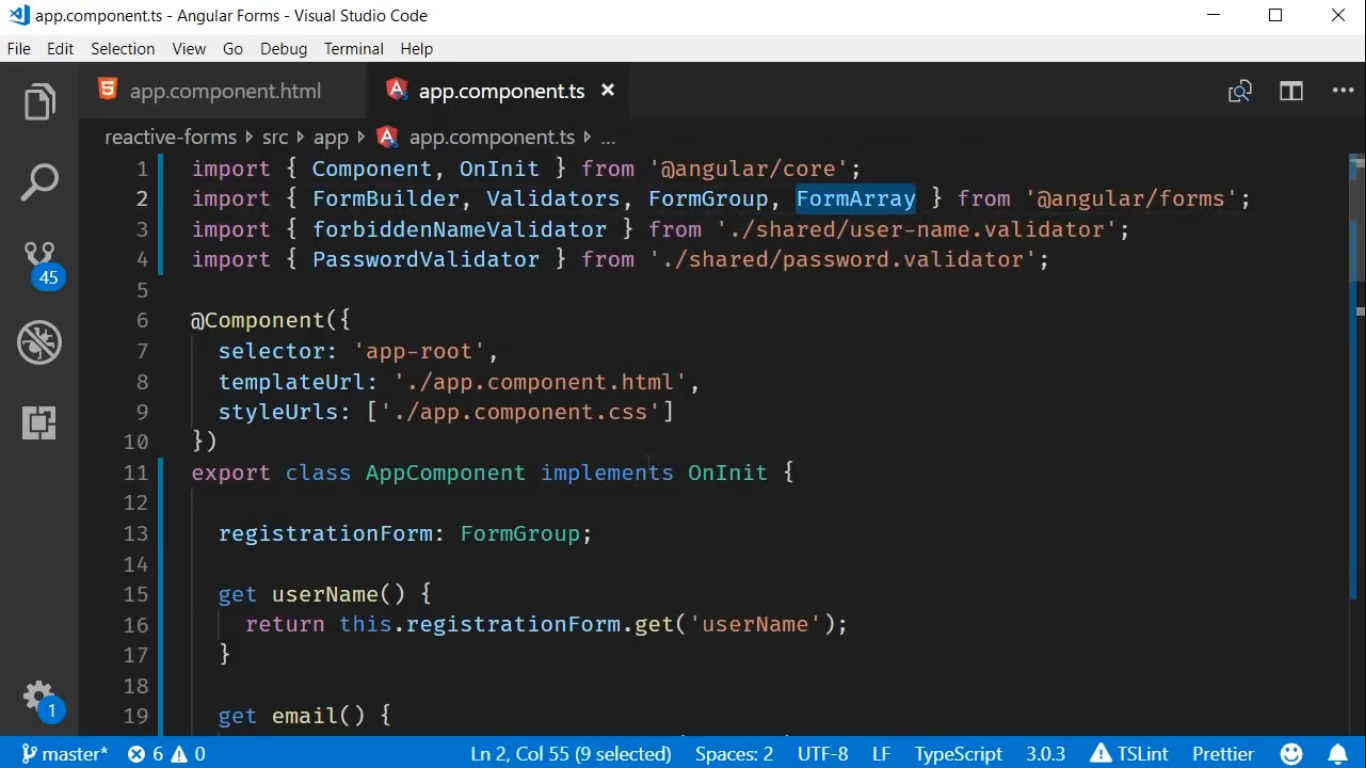 app.component.ts - Angular Forms - Visual Studio Code
File Edit Selection View Go Debug Terminal Help
app.component.html app.component.ts
reactive-forms src app app.component.ts ...
1 import { Component, OnInit } from '@angular/core';
2 import { FormBuilder, Validators, FormGroup, FormArray } from '@angular/forms';
3 import { forbiddenNameValidator } from './shared/user-name.validator';
4 import { PasswordValidator } from './shared/password.validator';
5
6 @Component({
7 selector: 'app-root',
8 templateUrl: './app.component.html',
9 styleUrls: ['./app.component.css']
10 })
11 export class AppComponent implements OnInit {
12
13 registrationForm: FormGroup;
14
15 get userName() {
16 return this.registrationForm.get('userName');
17 }
18
19 get email() {
45
1
master* 6 0 Ln 2, Col 55 (9 selected) Spaces: 2 UTF-8 LF TypeScript 3.0.3 TSLint Prettier